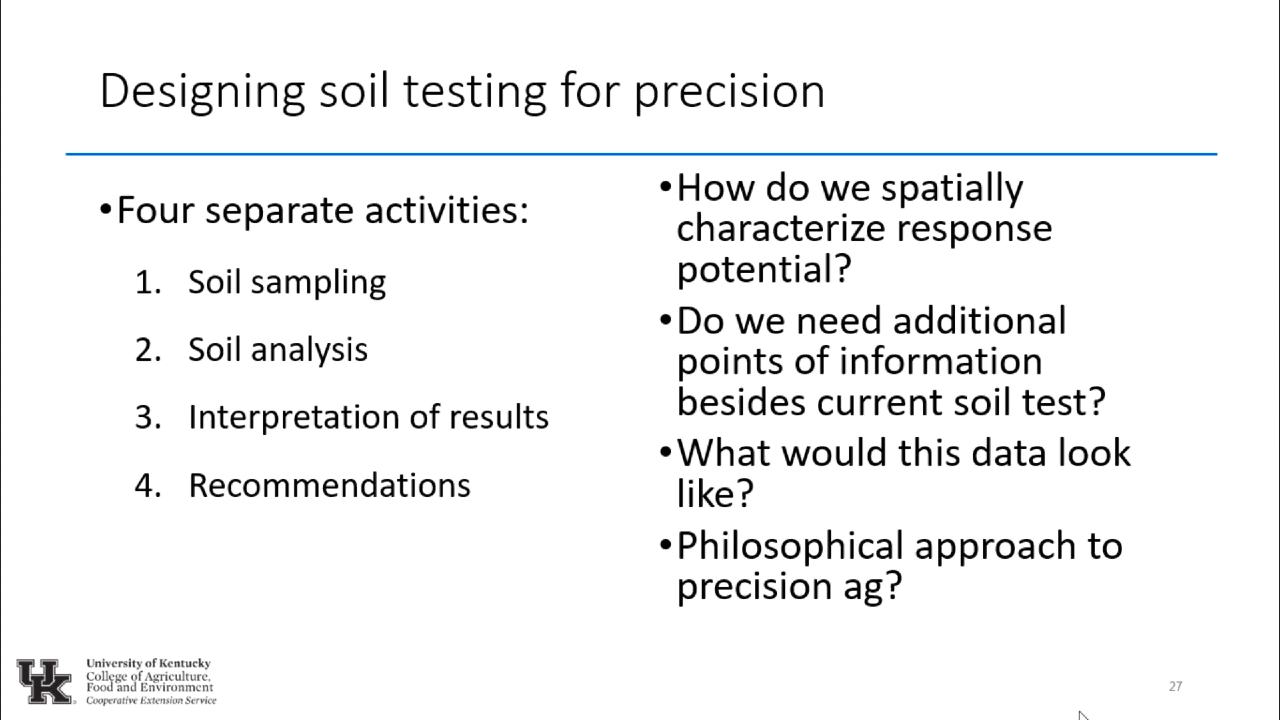 Designing soil testing for precision
•Four separate activities:
1. Soil sampling
2. Soil analysis
3. Interpretation of results
4. Recommendations
•How do we spatially
characterize response
potential?
•Do we need additional
points of information
besides current soil test?
•What would this data look
like?
•Philosophical approach to
precision ag?
UK
University of Kentucky
College of Agriculture,
Food and Environment
Cooperative Extension Service
27